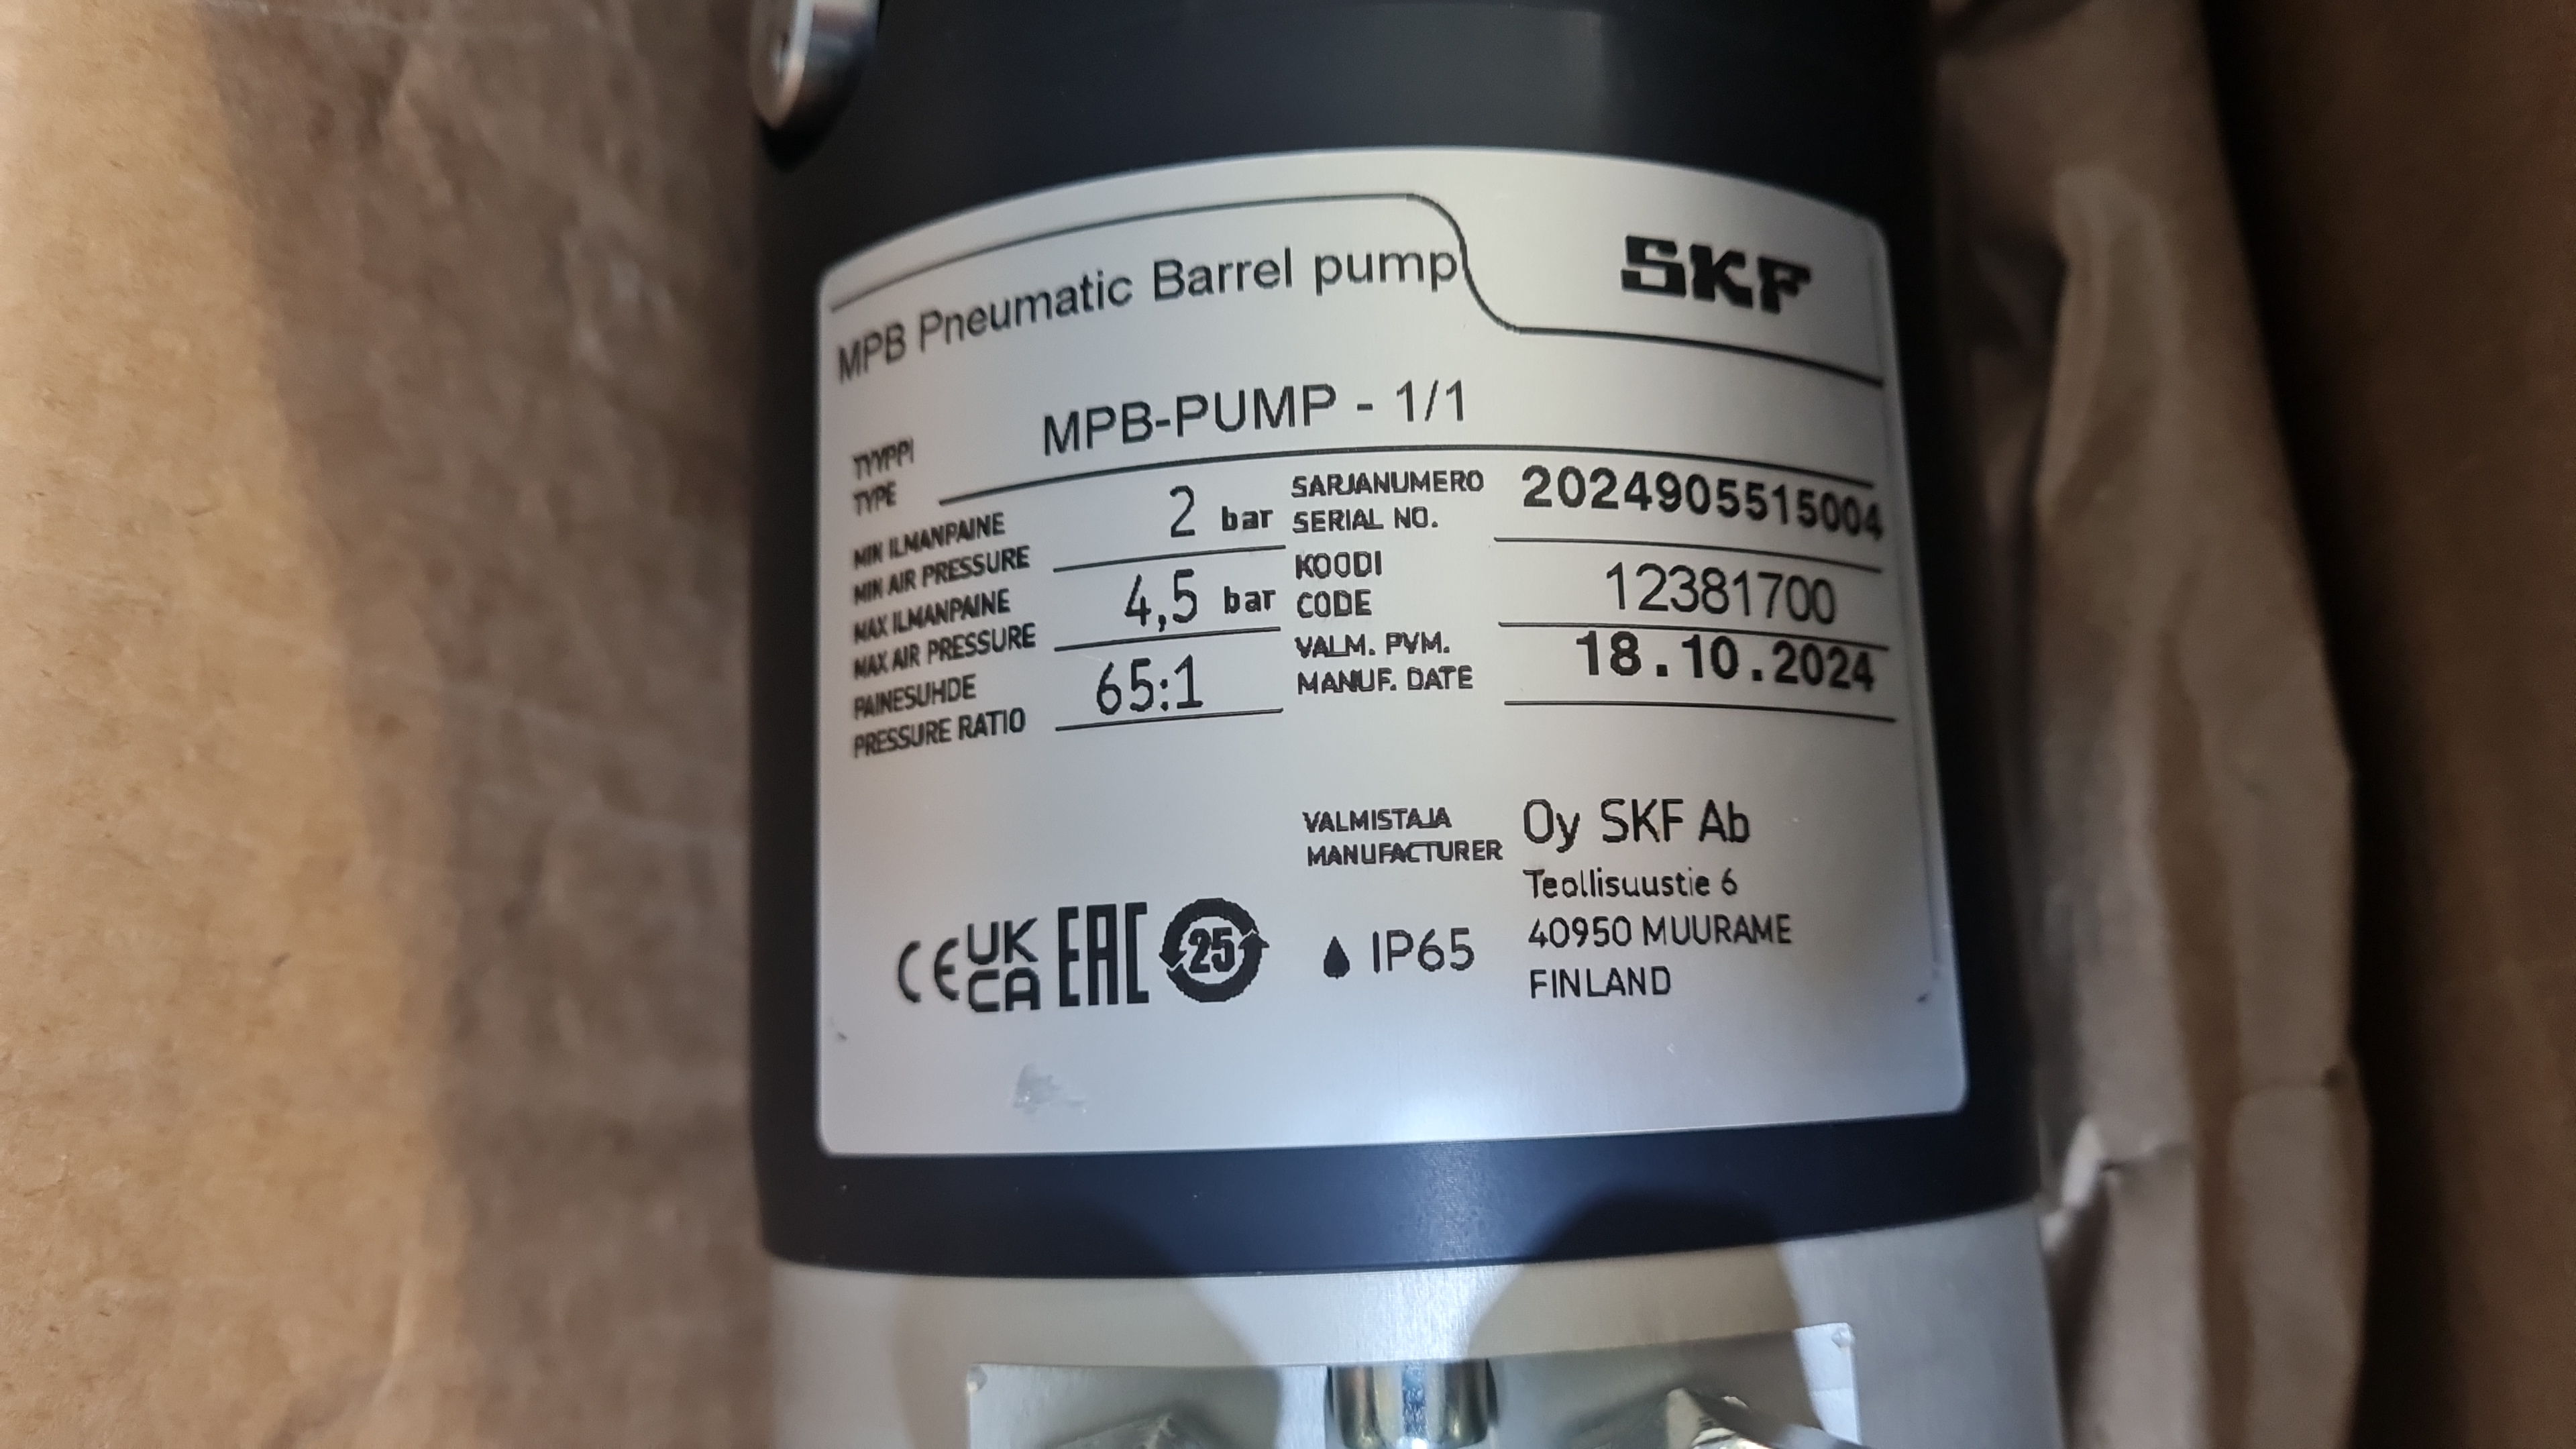 SKF
MPB Pneumatic Barrel pump
TYYPPI
TYPE
MPB-PUMP - 1/1
MIN ILMANPAINE
MIN AIR PRESSURE
2 bar
SARJANUMERO
SERIAL NO.
2024905515004
MAX ILMANPAINE
MAX AIR PRESSURE
4,5 bar
KOODI
CODE
12381700
PAINESUHDE
PRESSURE RATIO
65:1
VALM. PVM.
MANUF. DATE
18.10.2024
VALMISTAJA
MANUFACTURER
Oy SKF Ab
Teollisuustie 6
40950 MUURAME
FINLAND
CE UK CA EAC 25 IP65